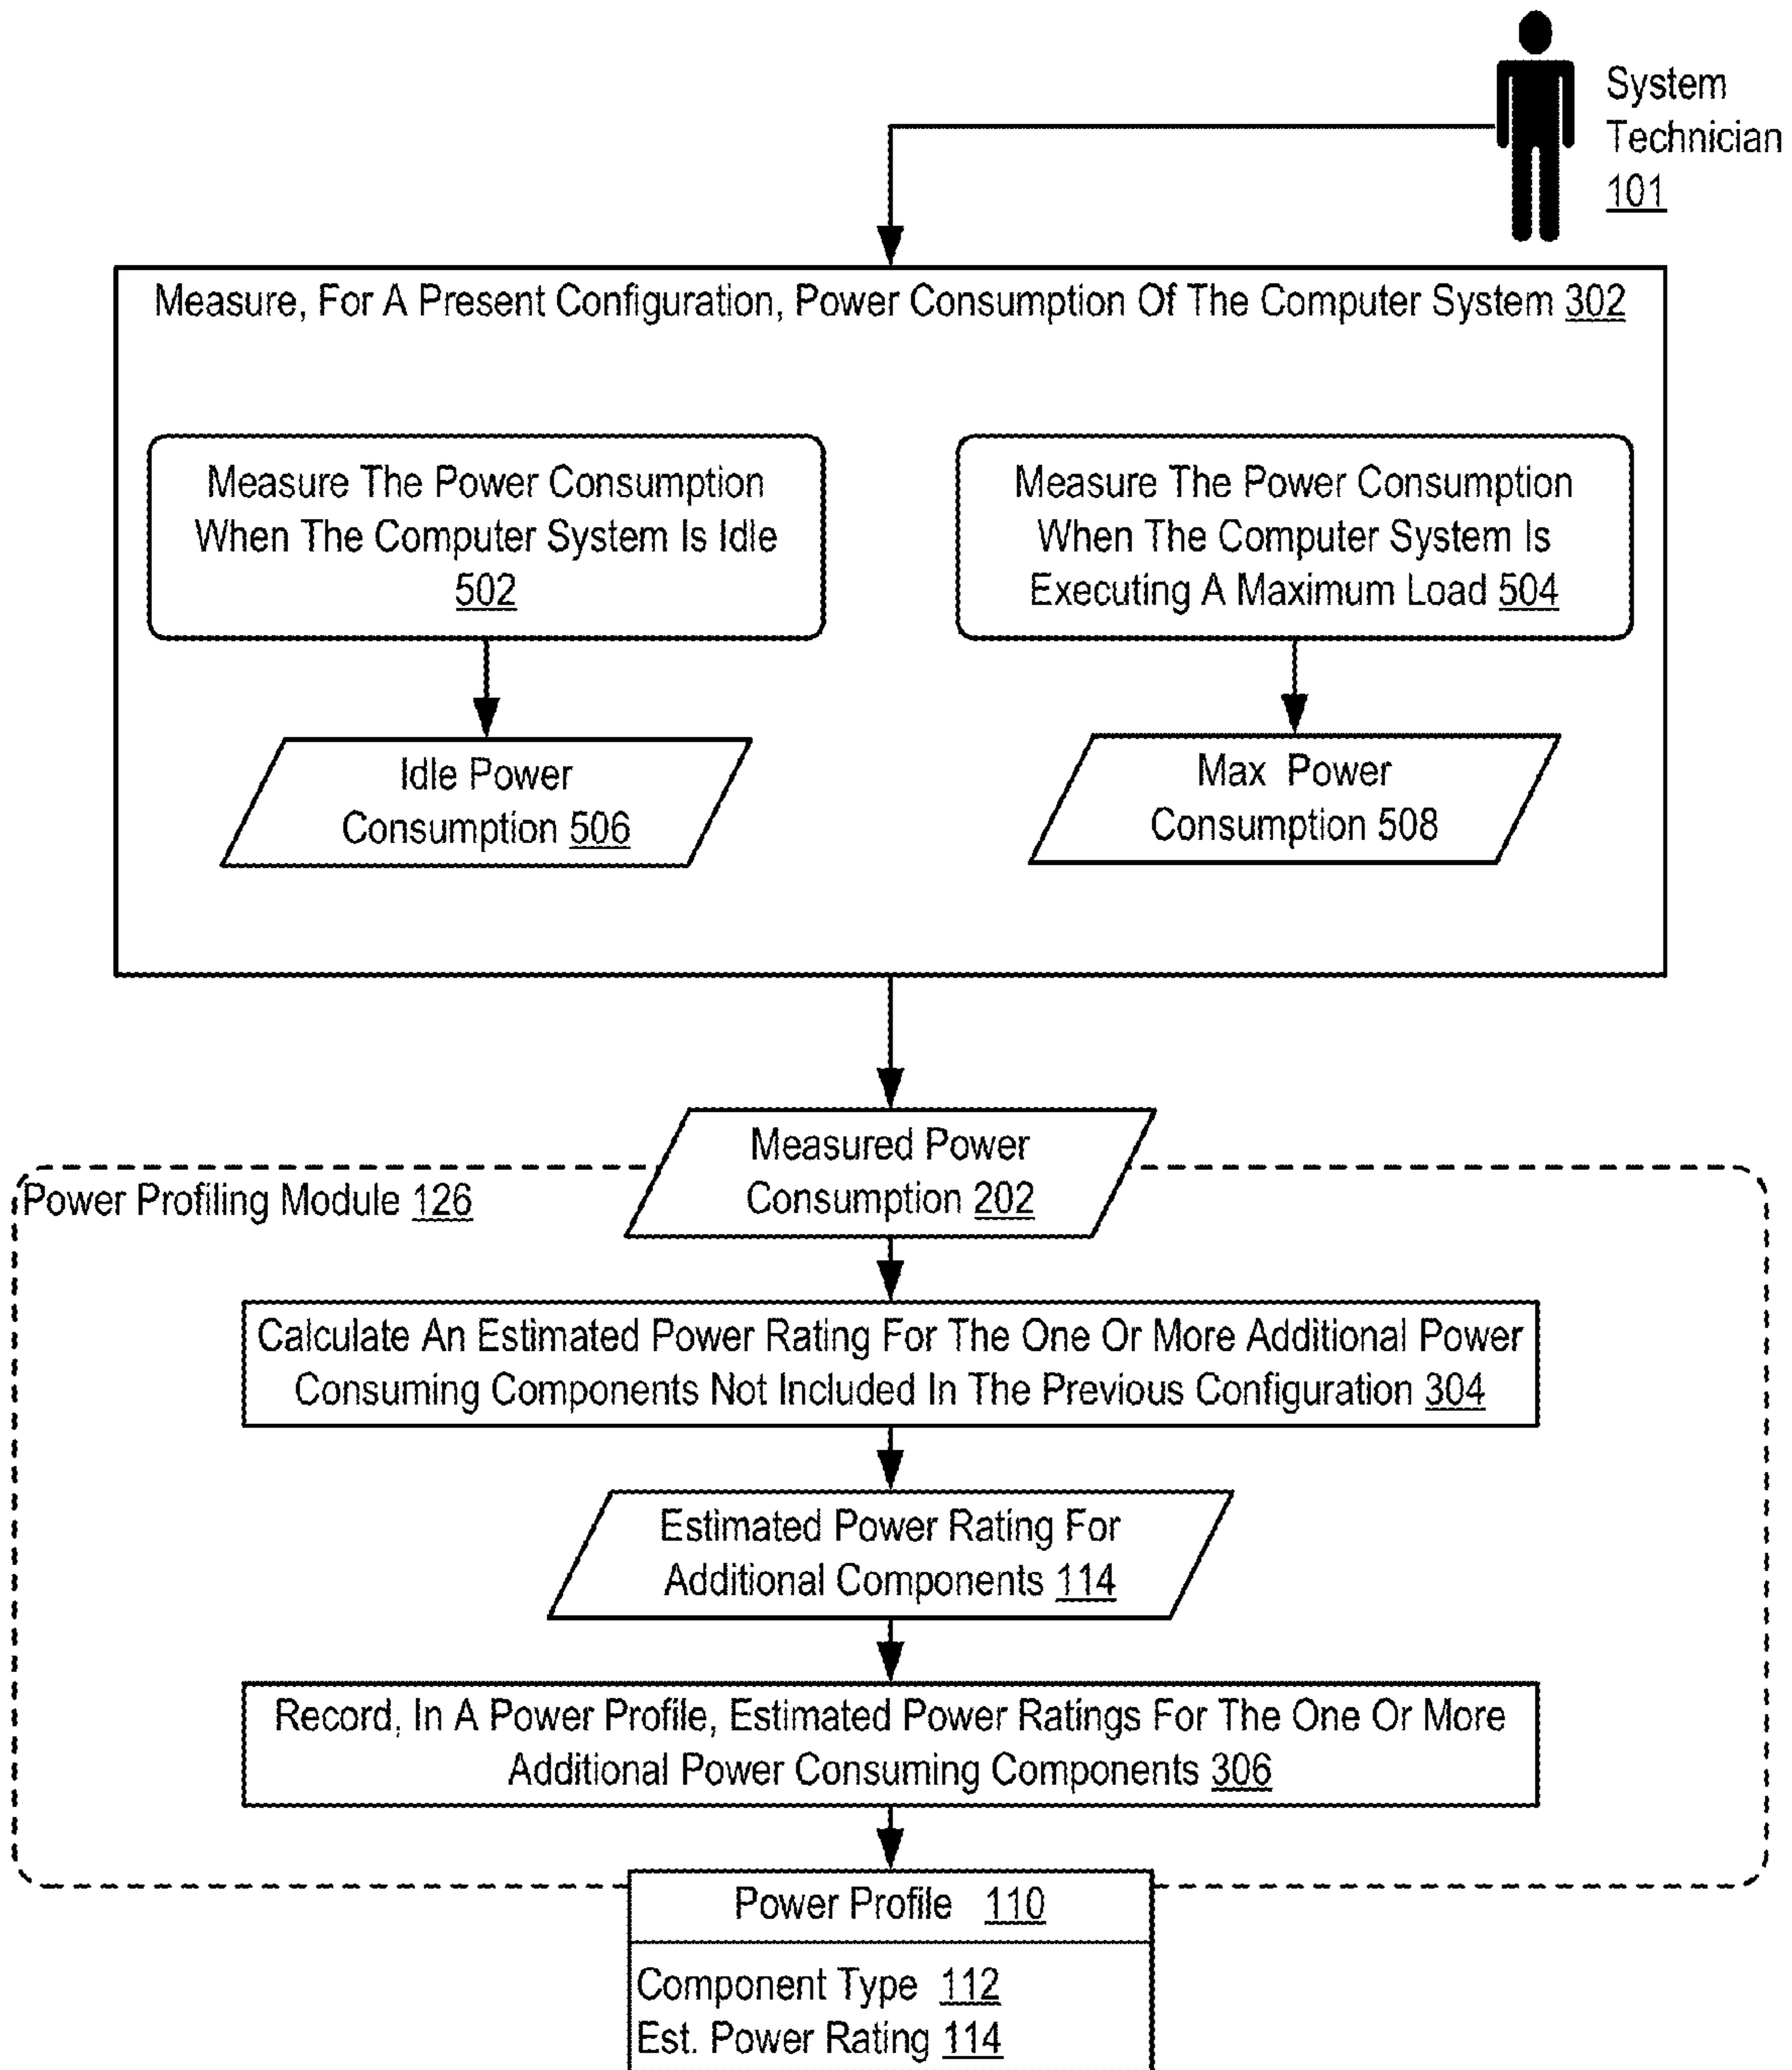 System
Technician
101
Measure, For A Present Configuration, Power Consumption Of The Computer System 302
Measure The Power Consumption
When The Computer System Is Idle
502
Measure The Power Consumption
When The Computer System Is
Executing A Maximum Load 504
Idle Power
Consumption 506
Max Power
Consumption 508
Measured Power
Consumption 202
Power Profiling Module 126
Calculate An Estimated Power Rating For The One Or More Additional Power
Consuming Components Not Included In The Previous Configuration 304
Estimated Power Rating For
Additional Components 114
Record, In A Power Profile, Estimated Power Ratings For The One Or More
Additional Power Consuming Components 306
Power Profile 110
Component Type 112
Est. Power Rating 114